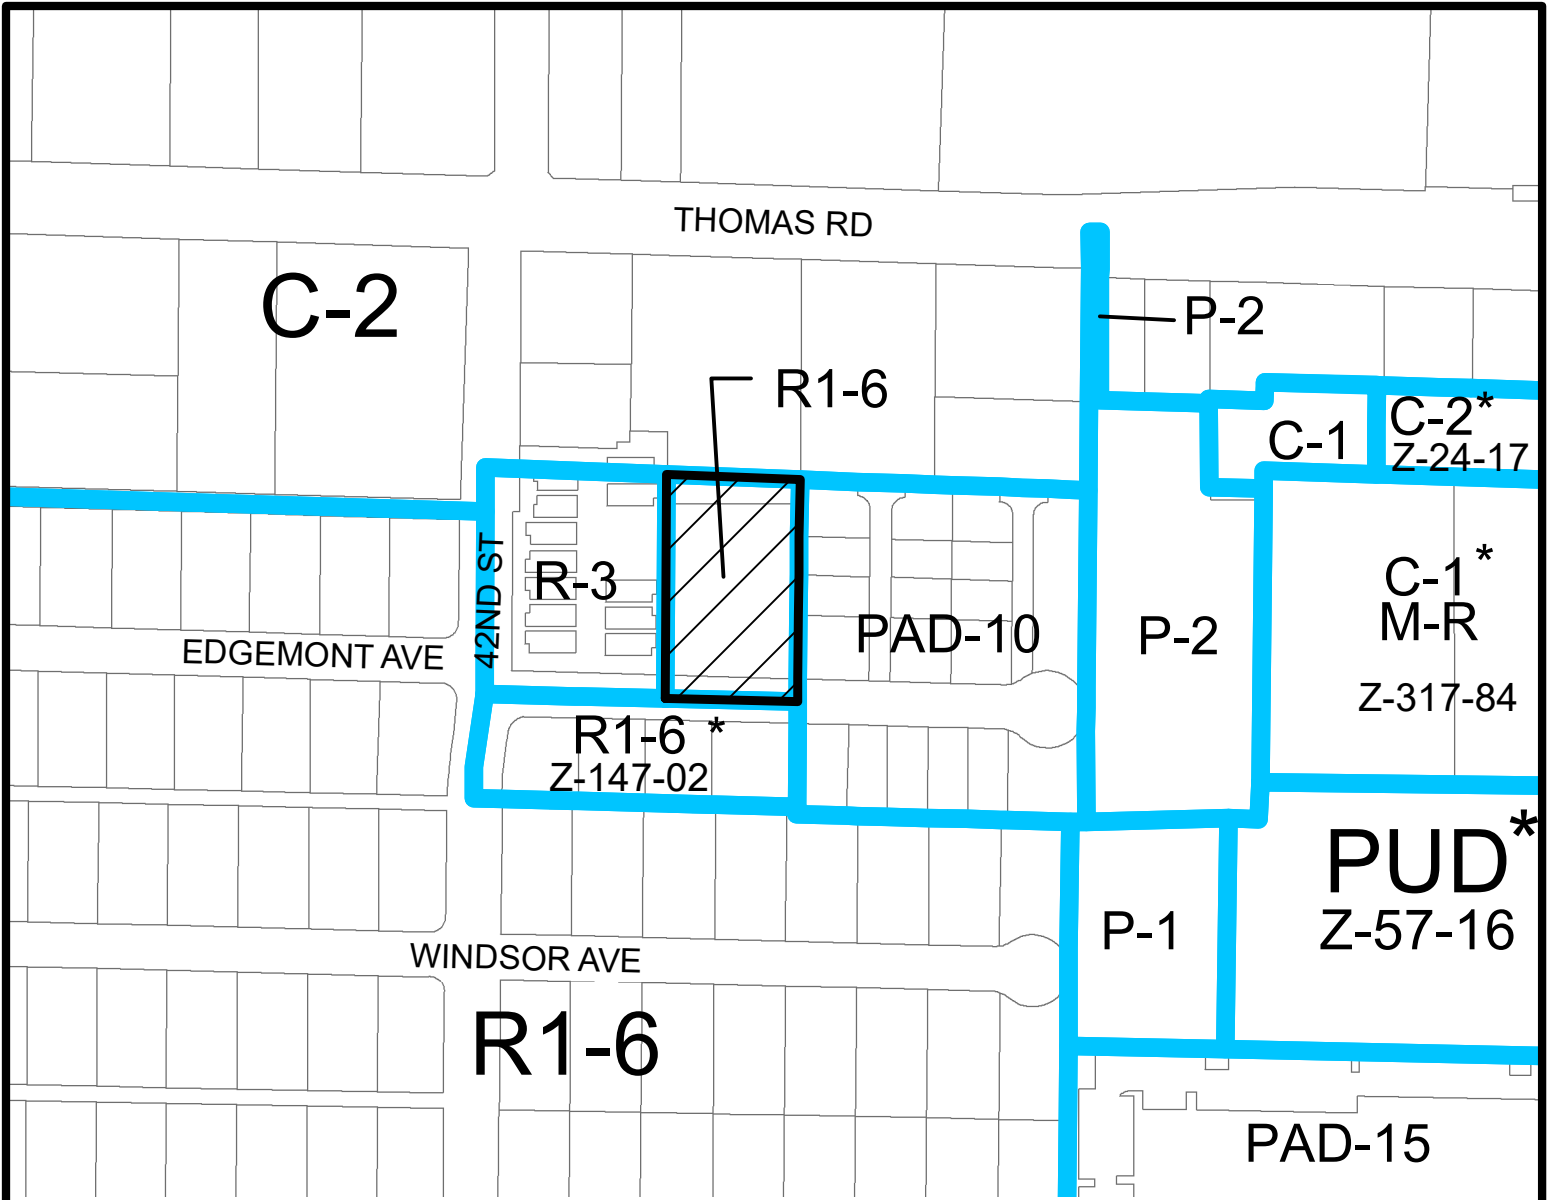 THOMAS RD
C-2
P-2
R1-6
C-2*
C-1
Z-24-17
42ND ST
R-3
C-1*
M-R
PAD-10
P-2
EDGEMONT AVE
Z-317-84
R1-6 *
Z-147-02
PUD*
Z-57-16
P-1
WINDSOR AVE
R1-6
PAD-15